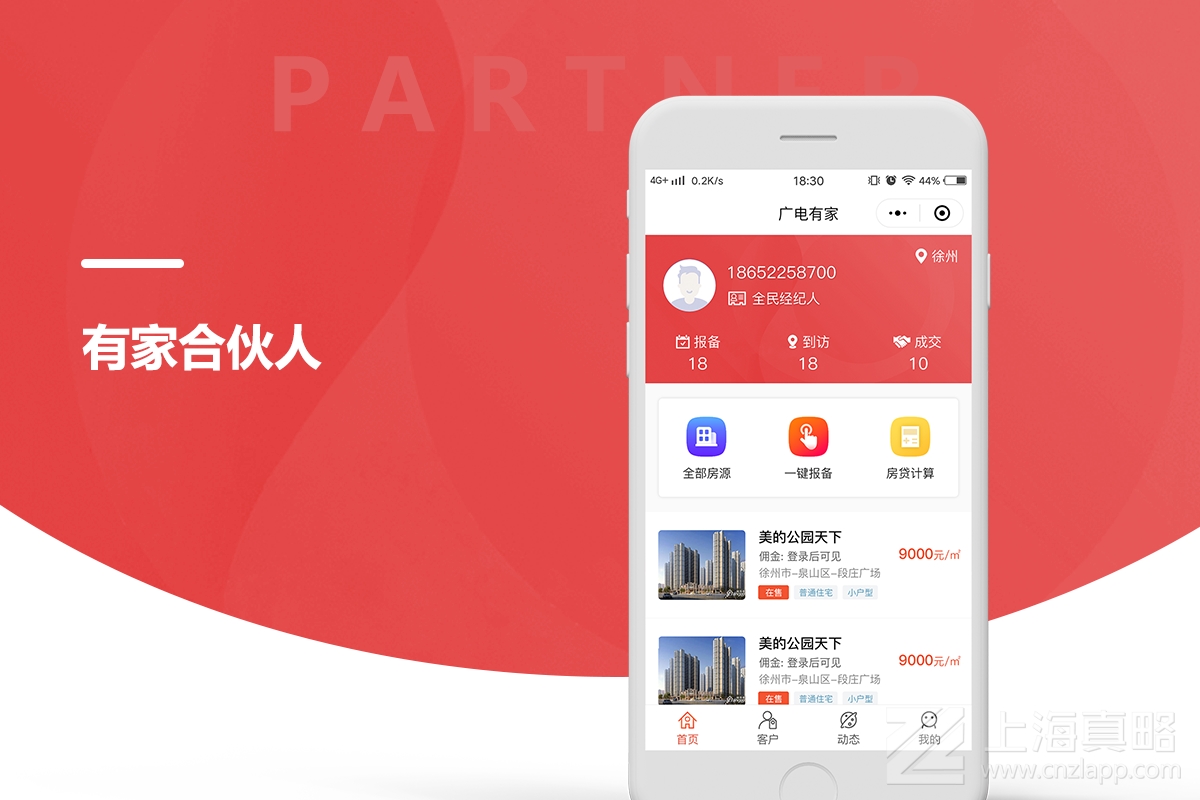 PARTNER
有家合伙人
4G+ 0.2K/s 18:30 44%
广电有家
徐州
18652258700
全民经纪人
报备 到访 成交
18 18 10
全部房源 一键报备 房贷计算
美的公园天下
佣金: 登录后可见
9000元/㎡
徐州市-泉山区-段庄广场
在售 普通住宅 小户型
美的公园天下
佣金: 登录后可见
9000元/㎡
徐州市-泉山区-段庄广场
在售 普通住宅 小户型
首页 客户 动态 我的
上海真略
www.cnzlapp.com